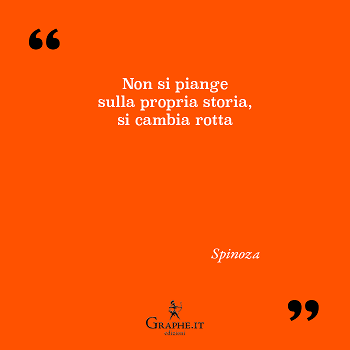 “
Non si piange
sulla propria storia,
si cambia rotta
Spinoza
”
GRAPHE.IT
edizioni